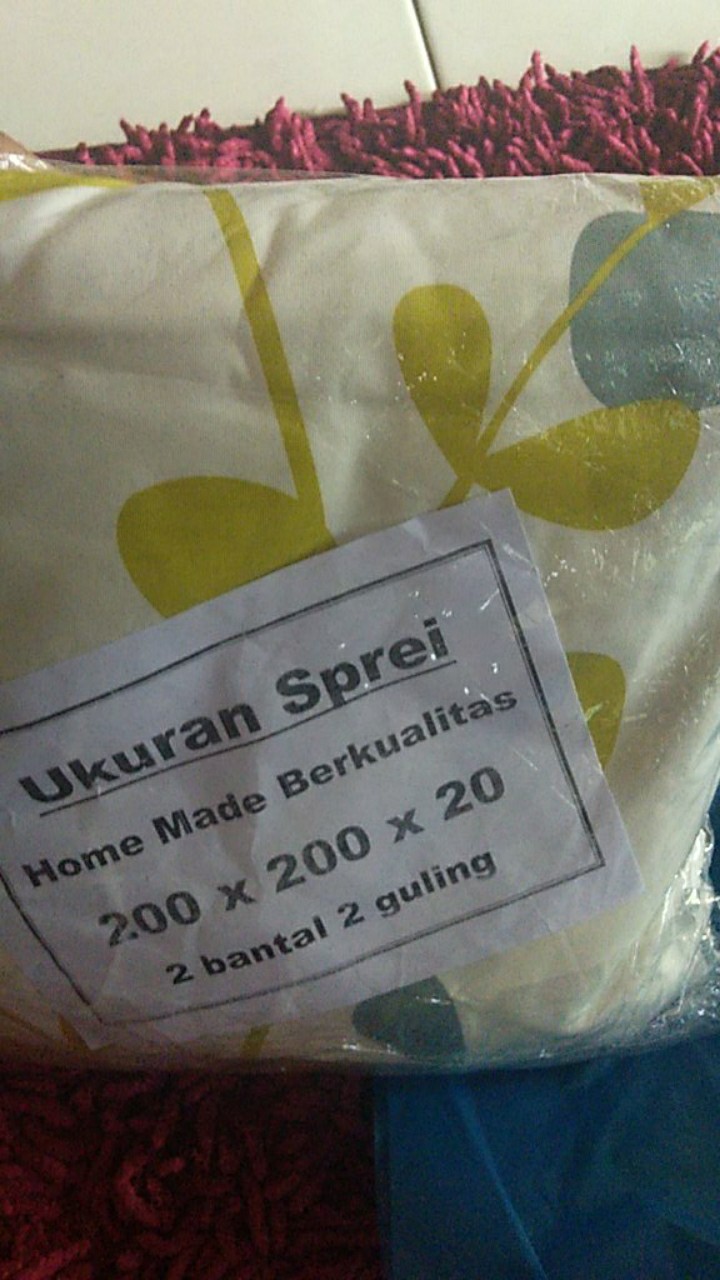 Ukuran Sprei
Home Made Berkualitas
200 x 200 x 20
2 bantal 2 guling